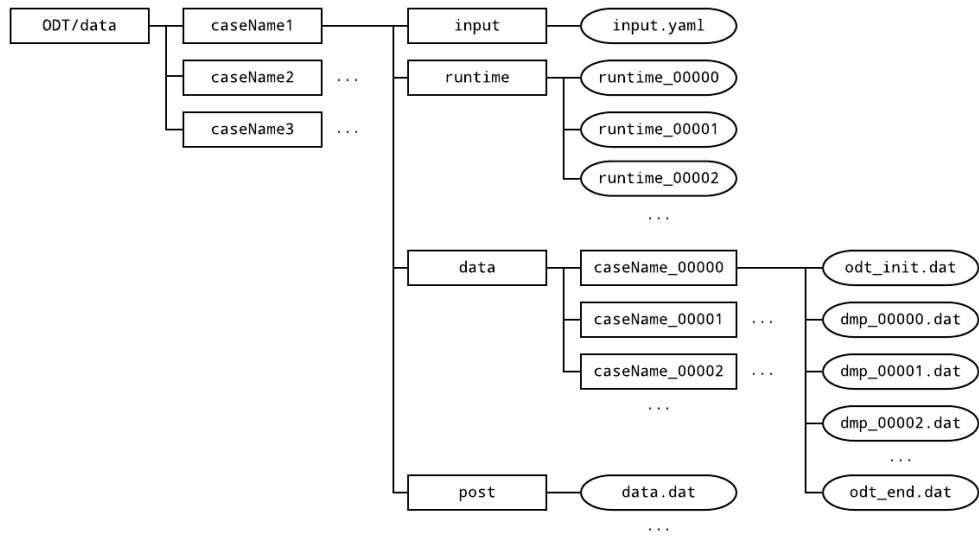 ODT/data
caseName1
input
input.yaml
caseName2
...
runtime
runtime_00000
caseName3
...
runtime_00001
runtime_00002
...
data
caseName_00000
odt_init.dat
caseName_00001
...
dmp_00000.dat
caseName_00002
...
dmp_00001.dat
...
dmp_00002.dat
...
post
data.dat
odt_end.dat
...